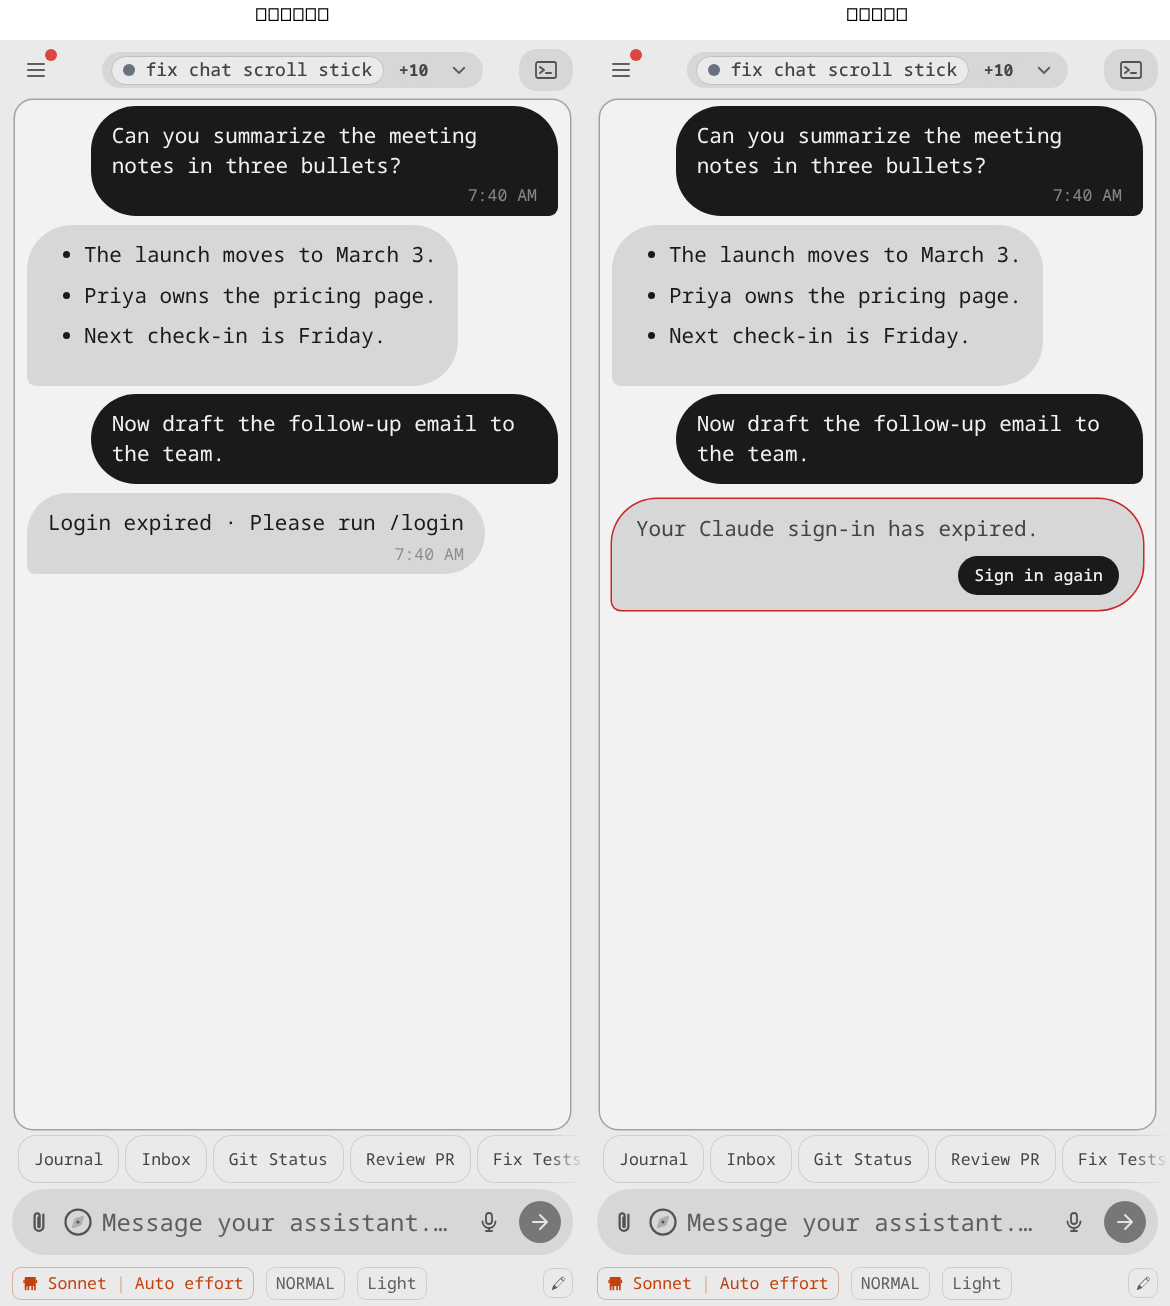 fix chat scroll stick +10
Can you summarize the meeting
notes in three bullets?
7:40 AM
• The launch moves to March 3.
• Priya owns the pricing page.
• Next check-in is Friday.
Now draft the follow-up email to
the team.
Login expired · Please run /login
7:40 AM
Journal Inbox Git Status Review PR Fix Tests
Message your assistant.…
Sonnet | Auto effort NORMAL Light
fix chat scroll stick +10
Can you summarize the meeting
notes in three bullets?
7:40 AM
• The launch moves to March 3.
• Priya owns the pricing page.
• Next check-in is Friday.
Now draft the follow-up email to
the team.
Your Claude sign-in has expired.
Sign in again
Journal Inbox Git Status Review PR Fix Tests
Message your assistant.…
Sonnet | Auto effort NORMAL Light